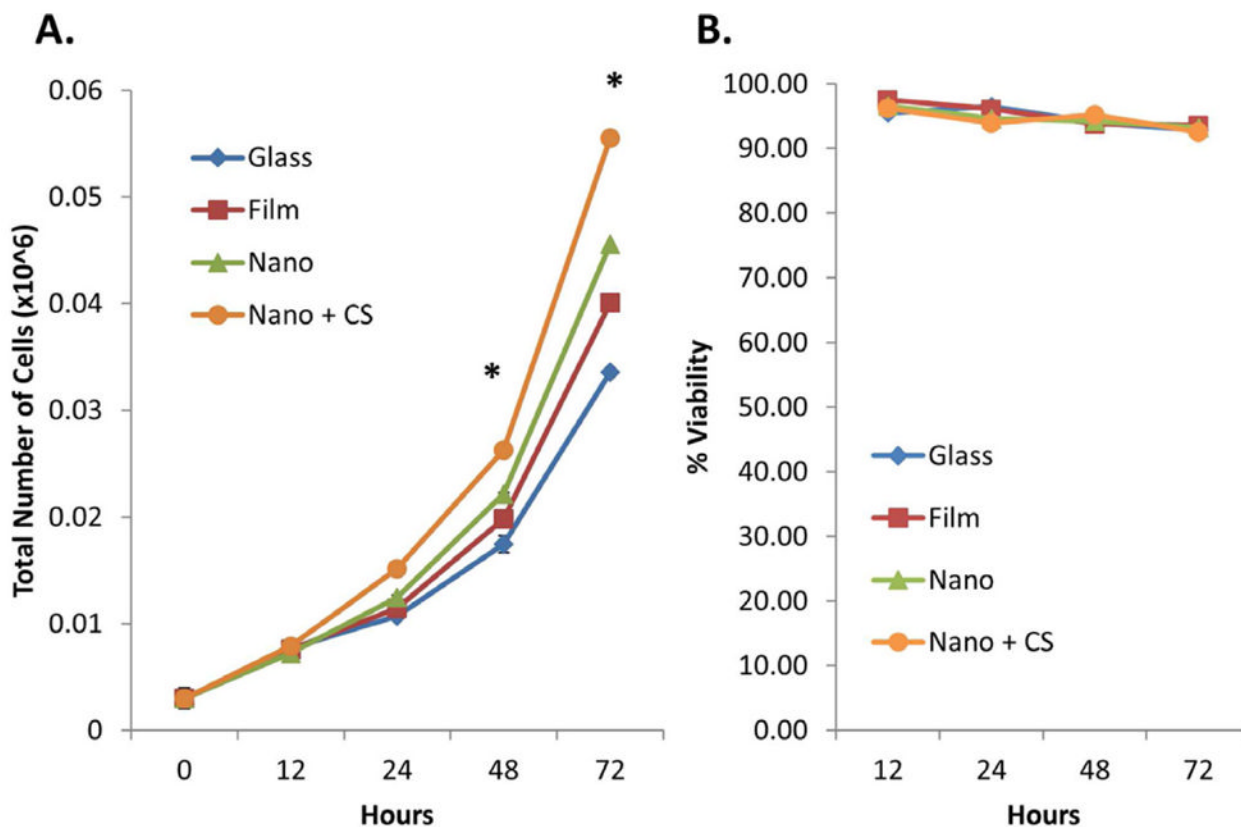 A.
Total Number of Cells (x10^6)
0.06
0.05
0.04
0.03
0.02
0.01
0
Glass
Film
Nano
Nano + CS
*
*
0
12
24
48
72
Hours
B.
% Viability
100.00
90.00
80.00
70.00
60.00
50.00
40.00
30.00
20.00
10.00
0.00
Glass
Film
Nano
Nano + CS
12
24
48
72
Hours